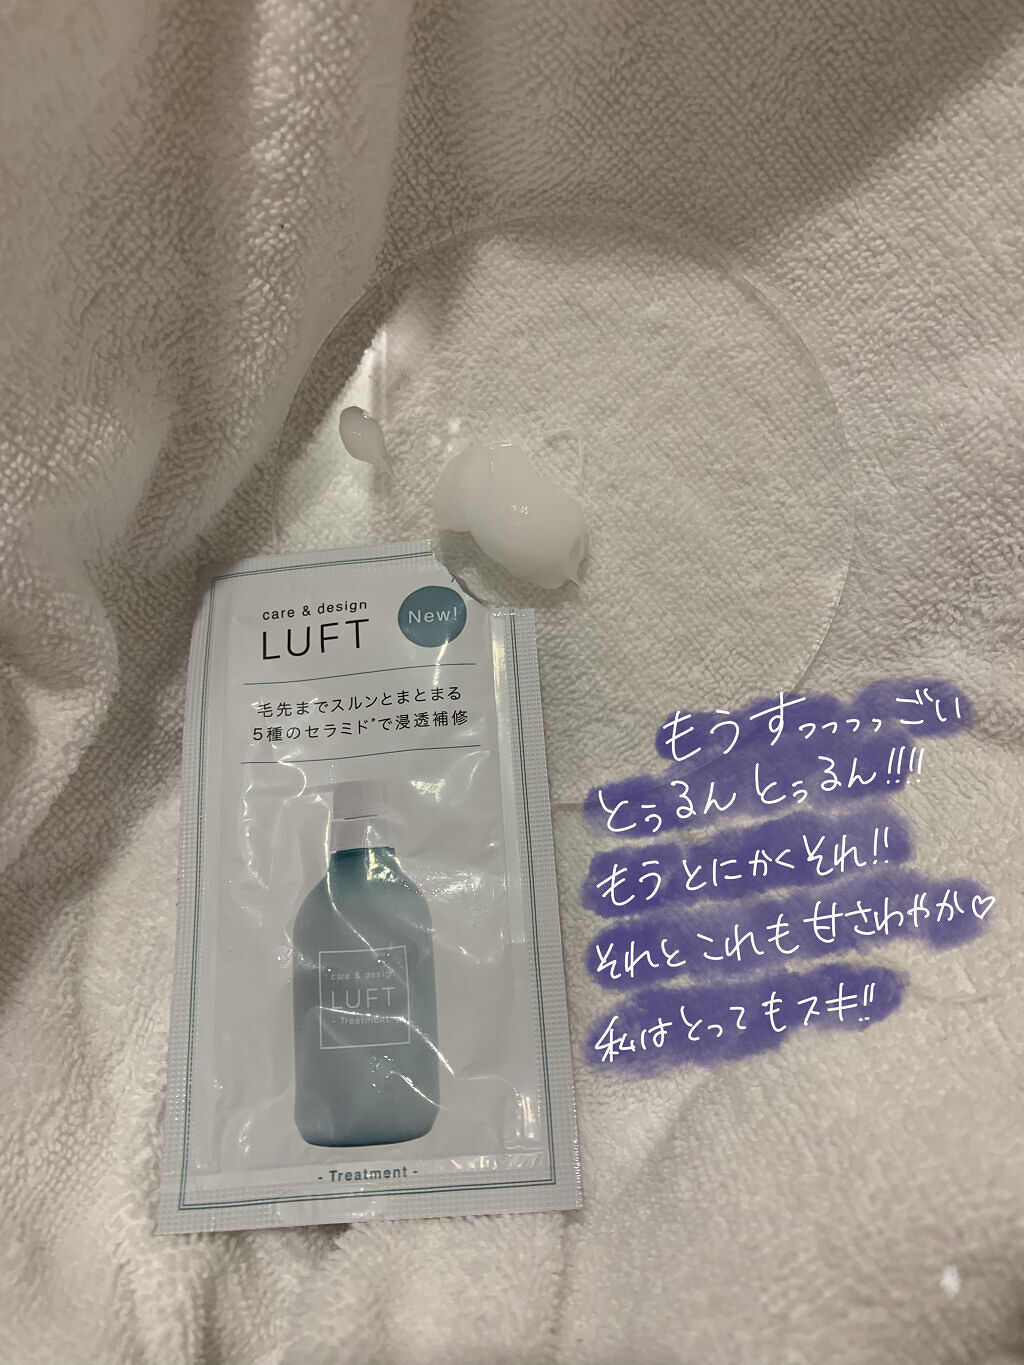 care & design
LUFT
New!
毛先までスルンとまとまる
5種のセラミド*で浸透補修
care & design
LUFT
- Treatment -
- Treatment -
もうすっっっっ、ごい
とぅるんとぅるん!!!!
もうとにかくそれ!!
それとこれも甘さわやか♡
私はとってもスキ!!